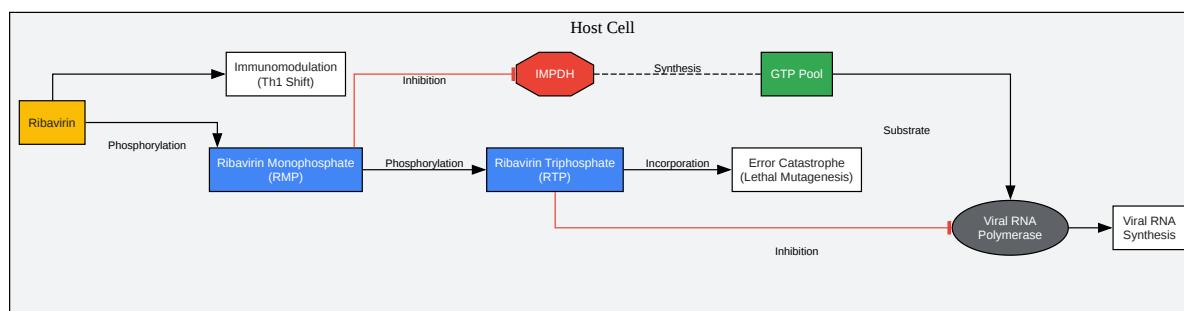 Host Cell
Immunomodulation
(Th1 Shift)
Inhibition
IMPDH
Synthesis
GTP Pool
Ribavirin
Phosphorylation
Substrate
Ribavirin Monophosphate
(RMP)
Phosphorylation
Ribavirin Triphosphate
(RTP)
Incorporation
Error Catastrophe
(Lethal Mutagenesis)
Viral RNA
Polymerase
Viral RNA
Synthesis
Inhibition